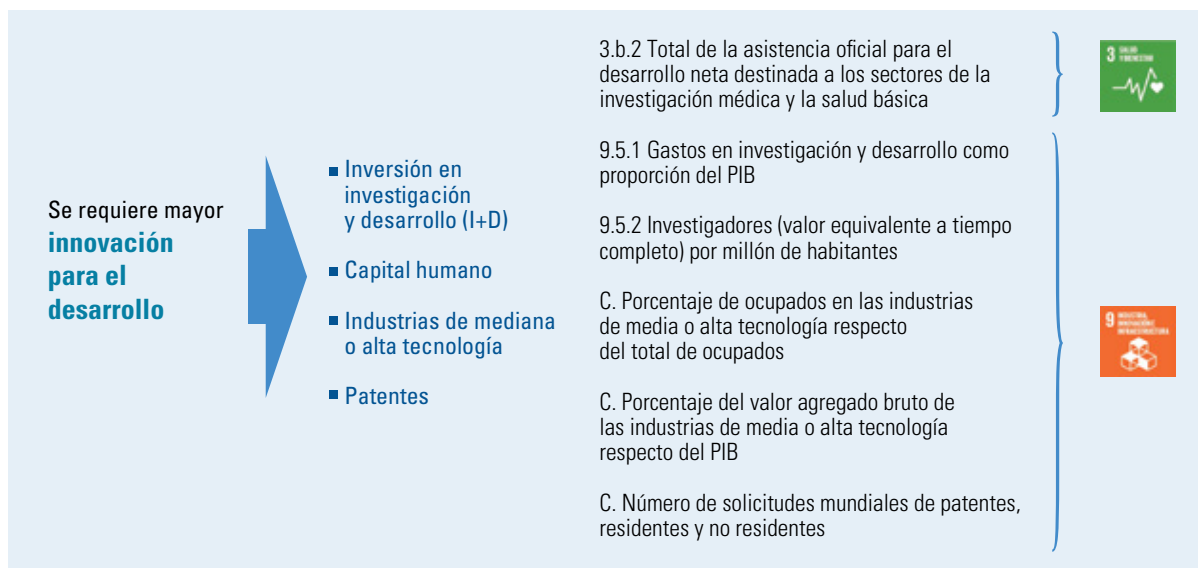 Se requiere mayor
innovación
para el
desarrollo
Inversión en
investigación
y desarrollo (I+D)
Capital humano
Industrias de mediana
o alta tecnología
Patentes
3.b.2 Total de la asistencia oficial para el
desarrollo neta destinada a los sectores de la
investigación médica y la salud básica
9.5.1 Gastos en investigación y desarrollo como
proporción del PIB
9.5.2 Investigadores (valor equivalente a tiempo
completo) por millón de habitantes
C. Porcentaje de ocupados en las industrias
de media o alta tecnología respecto
del total de ocupados
C. Porcentaje del valor agregado bruto de
las industrias de media o alta tecnología
respecto del PIB
C. Número de solicitudes mundiales de patentes,
residentes y no residentes
3 SALUD
Y BIENESTAR
9 INDUSTRIA,
INNOVACIÓN E
INFRAESTRUCTURA